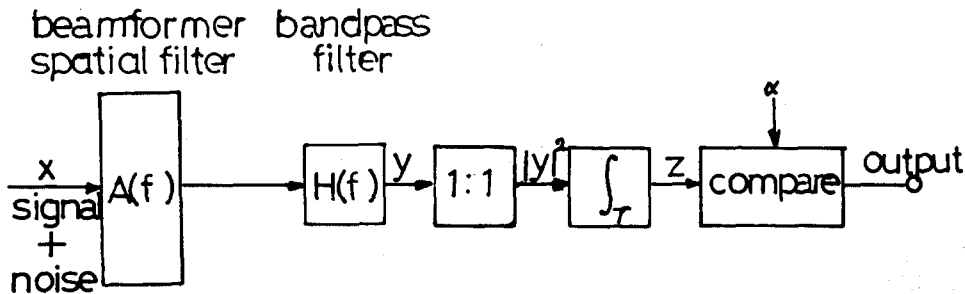 beamformer
spatial filter
bandpass
filter
x
signal
+
noise
A(f)
H(f)
y
1:1
|y|²
∫T
z
α
compare
output